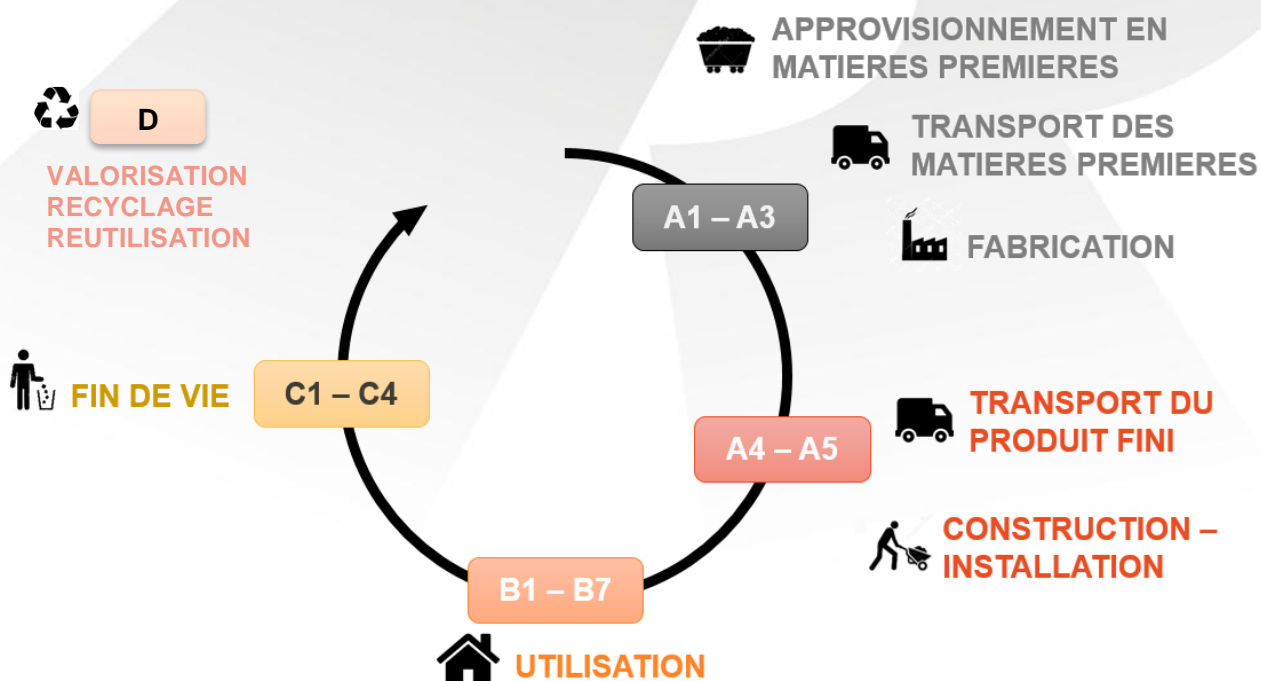 APPROVISIONNEMENT EN
MATIERES PREMIERES
D
VALORISATION
RECYCLAGE
REUTILISATION
TRANSPORT DES
MATIERES PREMIERES
A1 – A3
FABRICATION
FIN DE VIE
C1 – C4
TRANSPORT DU
PRODUIT FINI
A4 – A5
CONSTRUCTION –
INSTALLATION
B1 – B7
UTILISATION